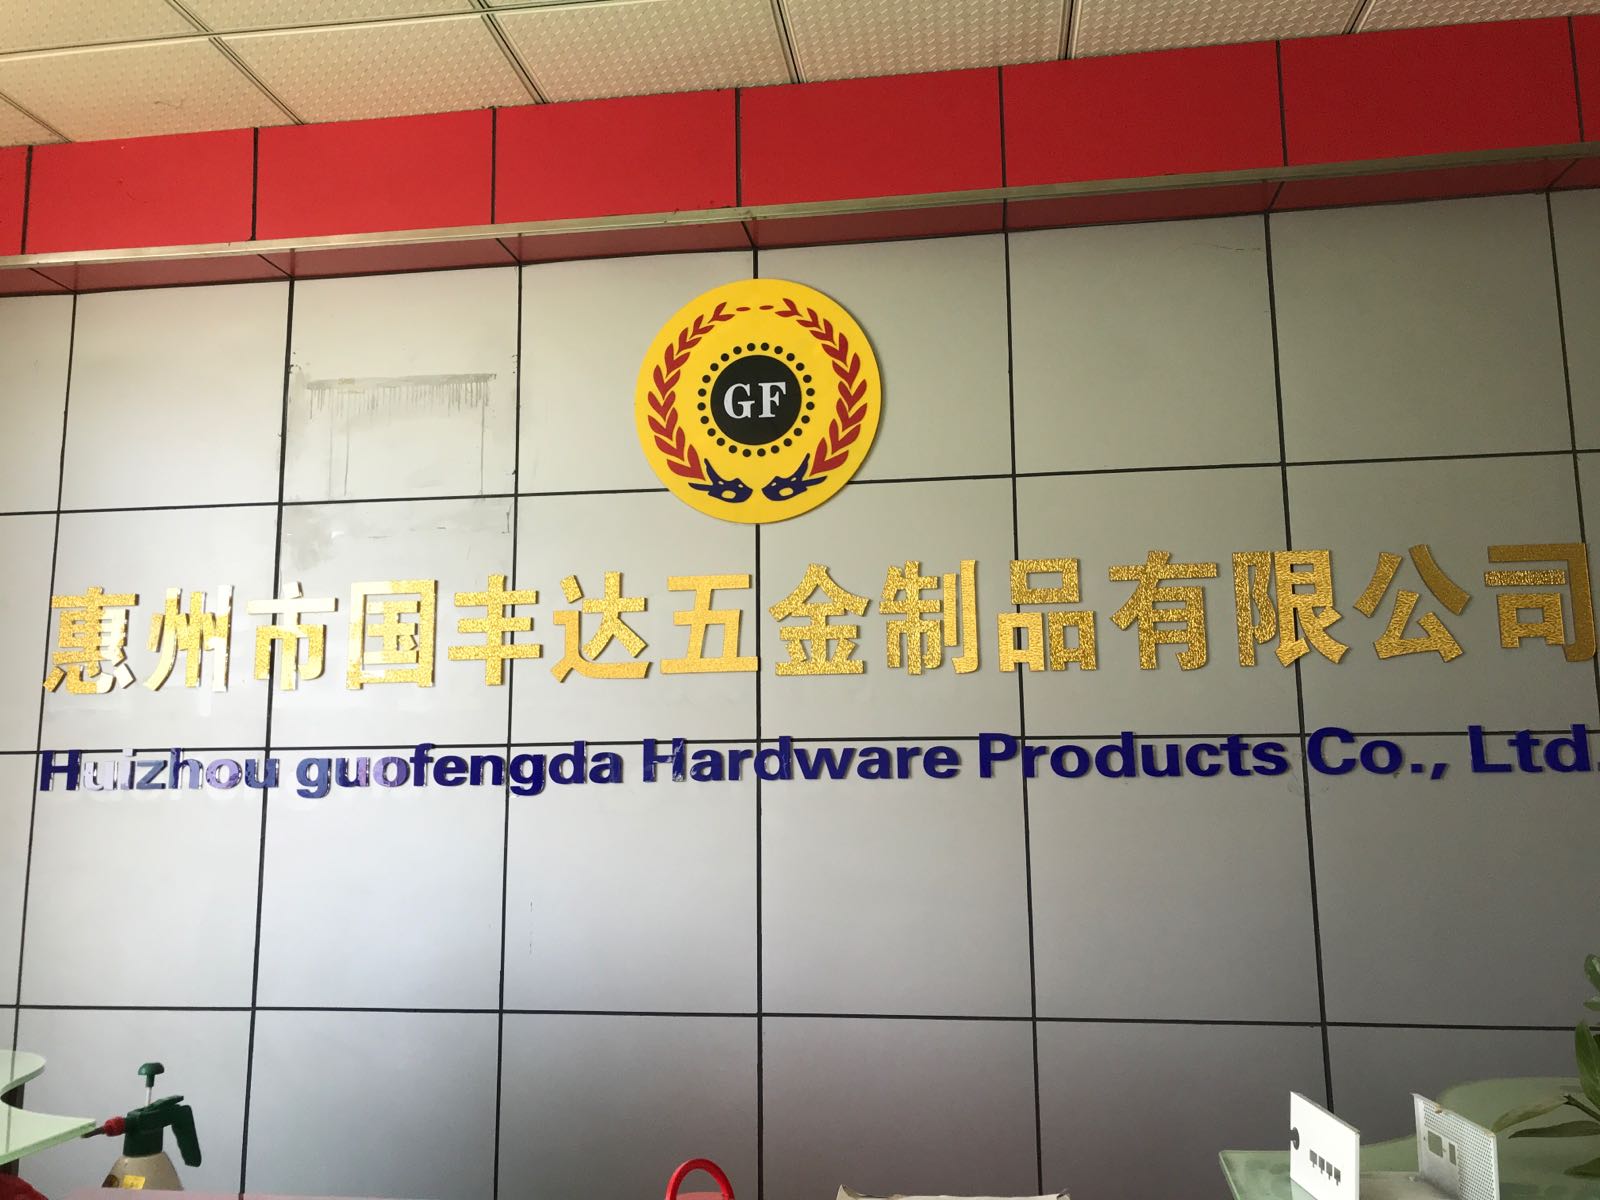 GF
惠州市国丰达五金制品有限公司
Huizhou guofengda Hardware Products Co., Ltd.